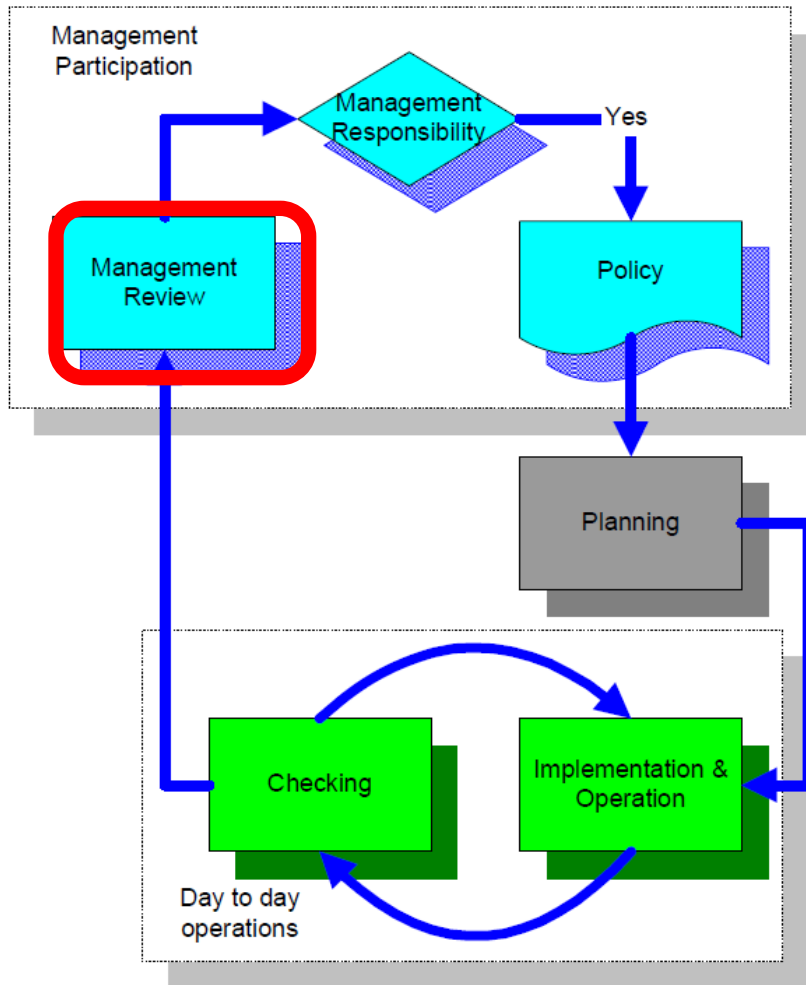 Management
Participation
Management
Responsibility
Yes
Management
Review
Policy
Planning
Checking
Implementation &
Operation
Day to day
operations